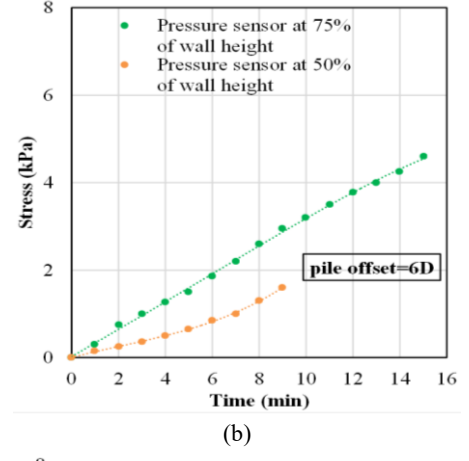 8
6
4
2
0
Stress (kPa)
Pressure sensor at 75%
of wall height
Pressure sensor at 50%
of wall height
pile offset=6D
0 2 4 6 8 10 12 14 16
Time (min)
(b)